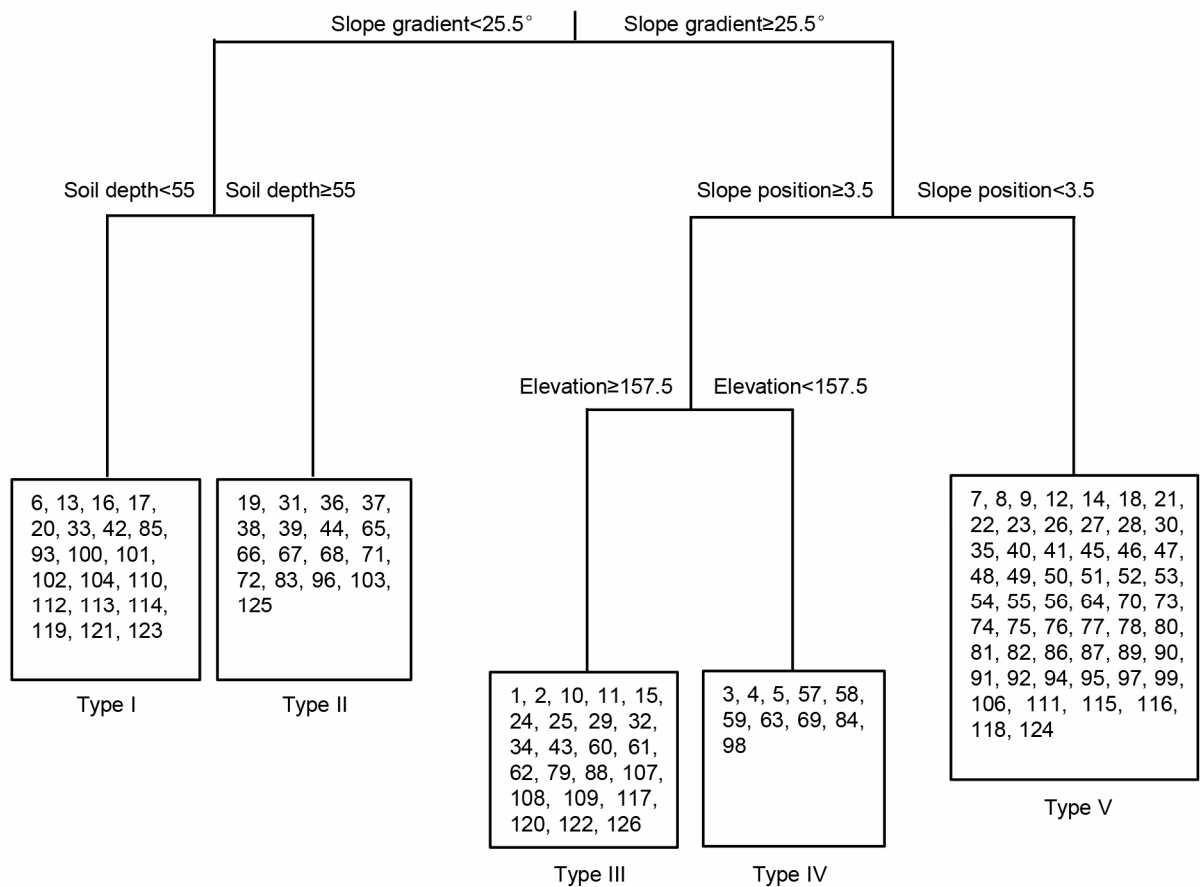 Slope gradient<25.5° Slope gradient≥25.5°
Soil depth<55 Soil depth≥55
Slope position≥3.5 Slope position<3.5
Elevation≥157.5 Elevation<157.5
6, 13, 16, 17,
20, 33, 42, 85,
93, 100, 101,
102, 104, 110,
112, 113, 114,
119, 121, 123
Type I
19, 31, 36, 37,
38, 39, 44, 65,
66, 67, 68, 71,
72, 83, 96, 103,
125
Type II
1, 2, 10, 11, 15,
24, 25, 29, 32,
34, 43, 60, 61,
62, 79, 88, 107,
108, 109, 117,
120, 122, 126
Type III
3, 4, 5, 57, 58,
59, 63, 69, 84,
98
Type IV
7, 8, 9, 12, 14, 18, 21,
22, 23, 26, 27, 28, 30,
35, 40, 41, 45, 46, 47,
48, 49, 50, 51, 52, 53,
54, 55, 56, 64, 70, 73,
74, 75, 76, 77, 78, 80,
81, 82, 86, 87, 89, 90,
91, 92, 94, 95, 97, 99,
106, 111, 115, 116,
118, 124
Type V